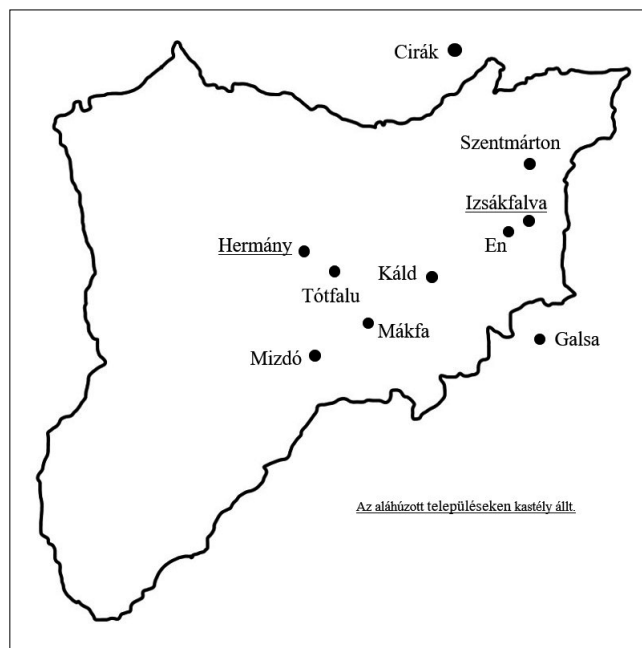 Cirák
Szentmárton
Izsákfalva
Hermány
En
Káld
Tótfalu
Mákfa
Galsa
Mizdó
Az aláhúzott településeken kastély állt.